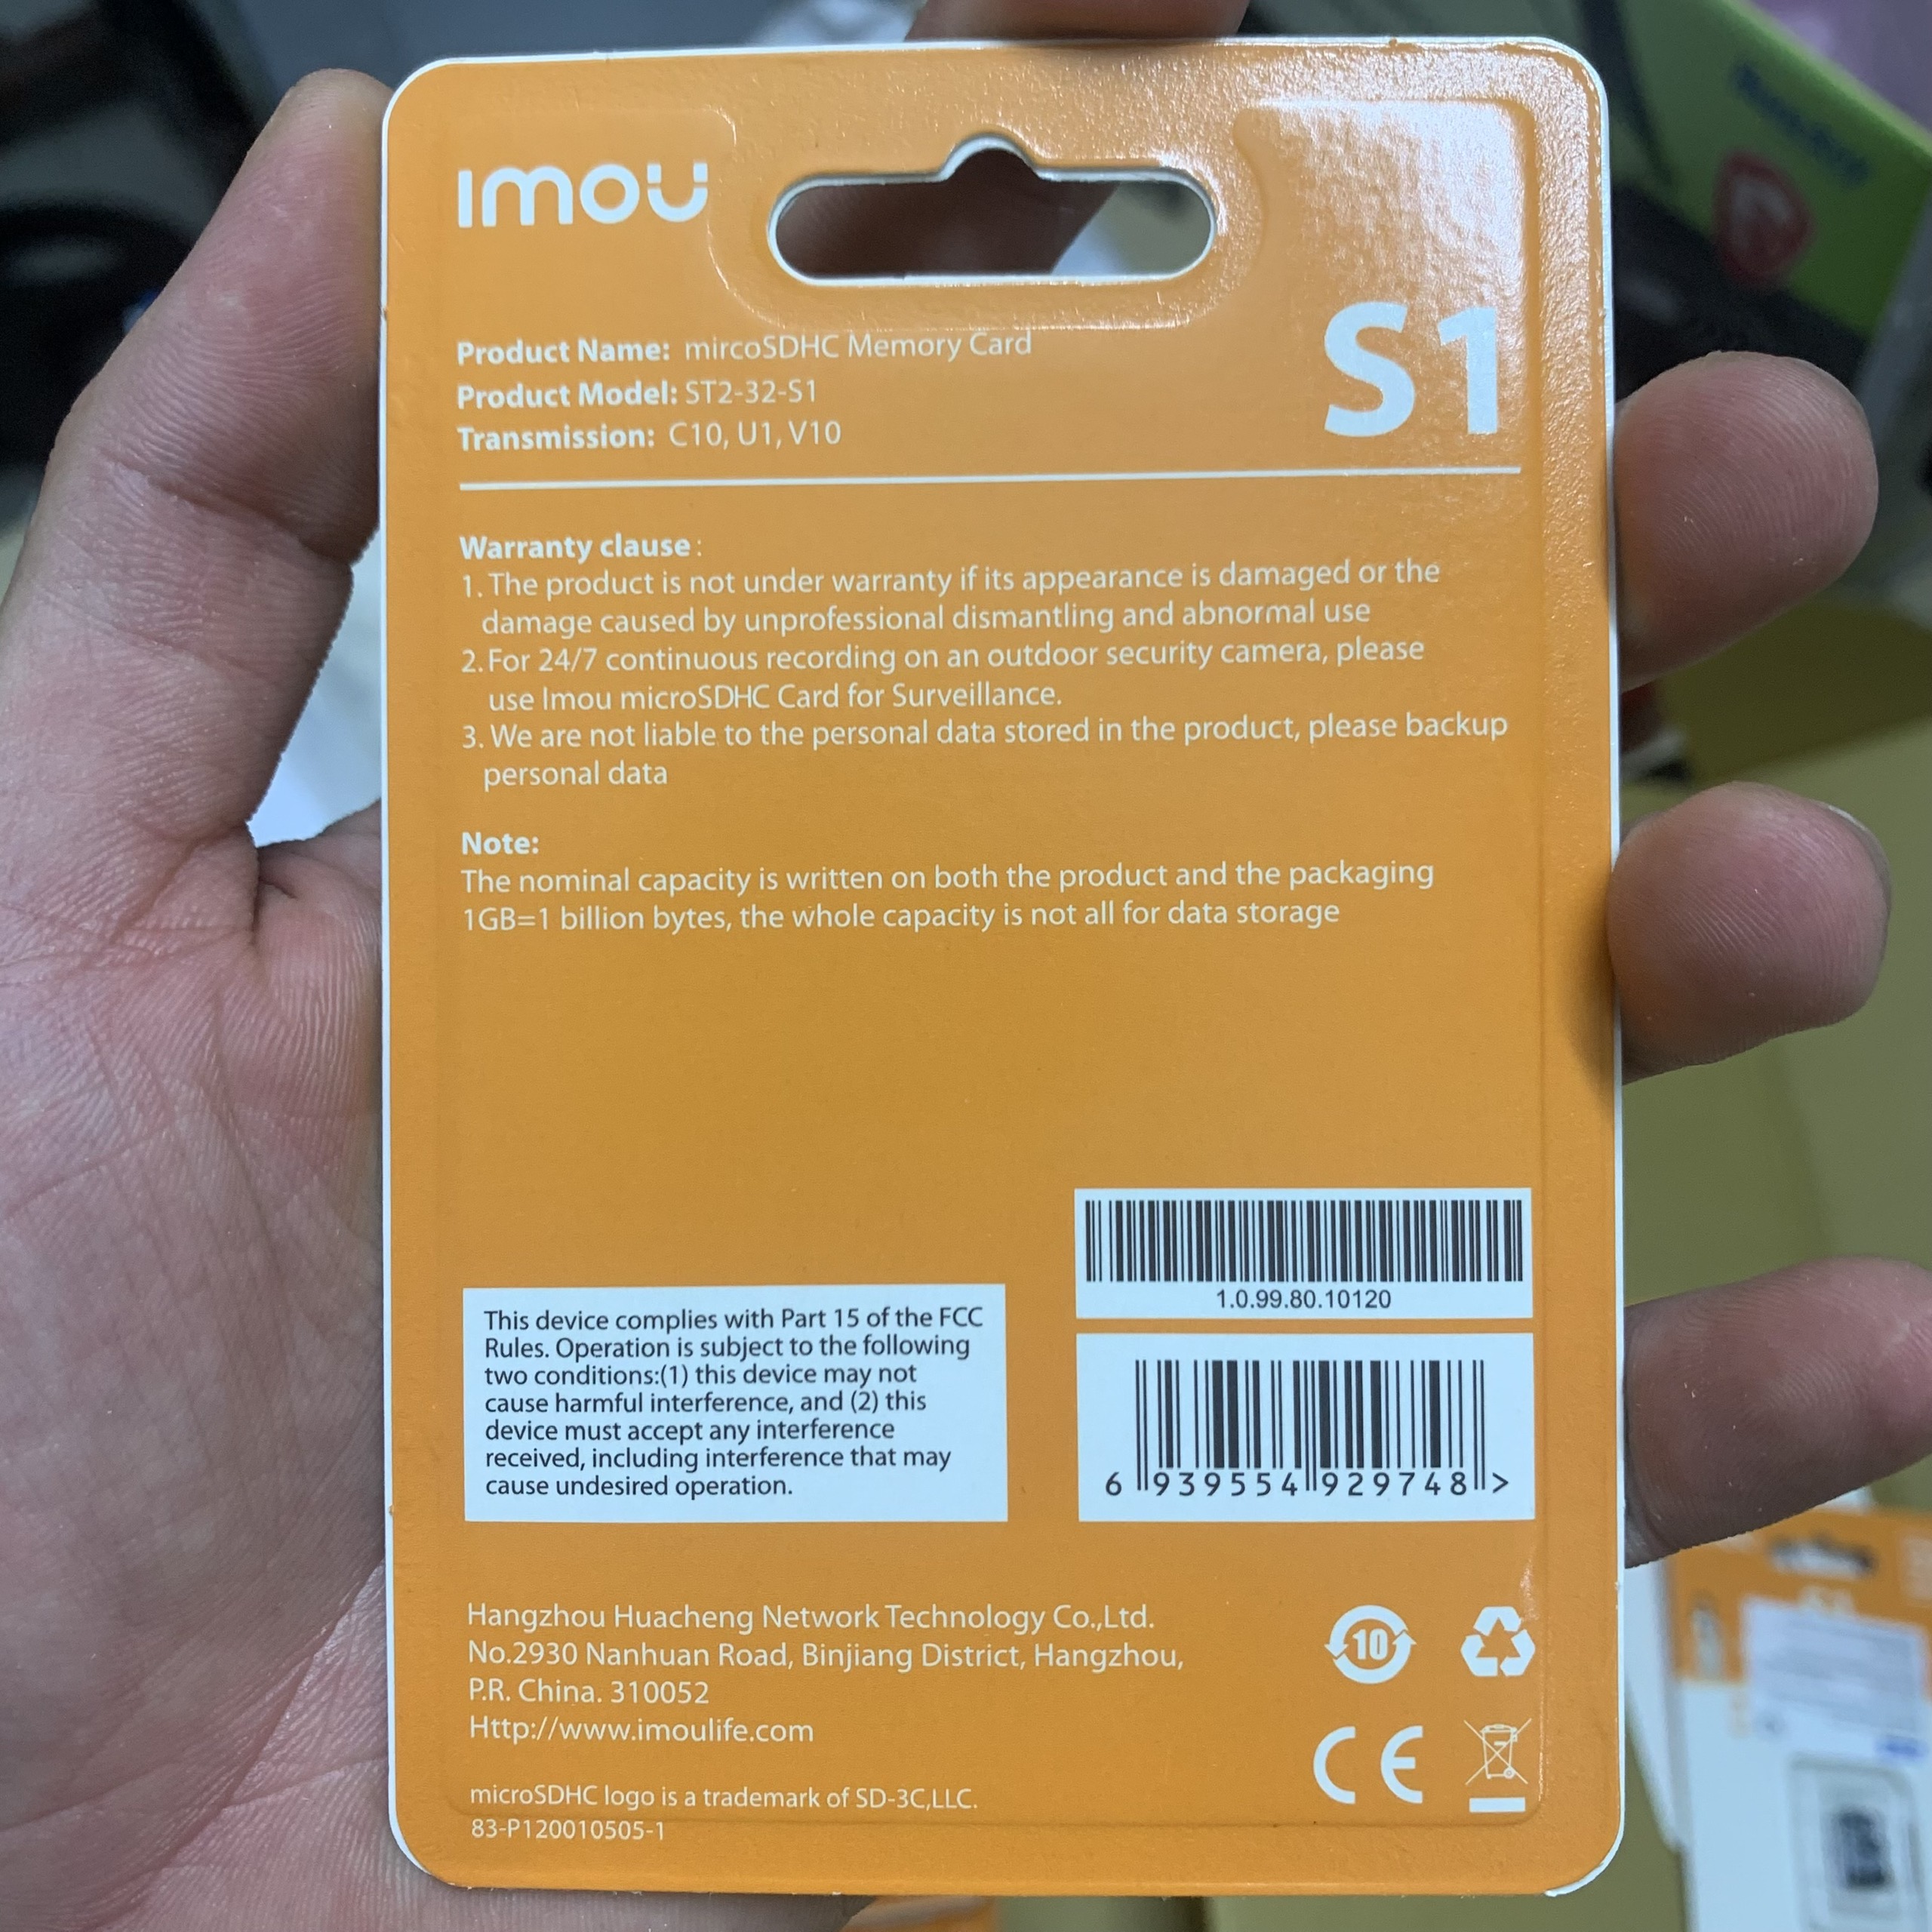 imou
S1
Product Name: mircoSDHC Memory Card
Product Model: ST2-32-S1
Transmission: C10, U1, V10
Warranty clause :
1. The product is not under warranty if its appearance is damaged or the
damage caused by unprofessional dismantling and abnormal use
2. For 24/7 continuous recording on an outdoor security camera, please
use Imou microSDHC Card for Surveillance.
3. We are not liable to the personal data stored in the product, please backup
personal data
Note:
The nominal capacity is written on both the product and the packaging
1GB=1 billion bytes, the whole capacity is not all for data storage
1.0.99.80.10120
This device complies with Part 15 of the FCC
Rules. Operation is subject to the following
two conditions:(1) this device may not
cause harmful interference, and (2) this
device must accept any interference
received, including interference that may
cause undesired operation.
6 939554 929748 >
Hangzhou Huacheng Network Technology Co.,Ltd.
No.2930 Nanhuan Road, Binjiang District, Hangzhou,
P.R. China. 310052
Http://www.imoulife.com
10
CE
microSDHC logo is a trademark of SD-3C,LLC.
83-P120010505-1